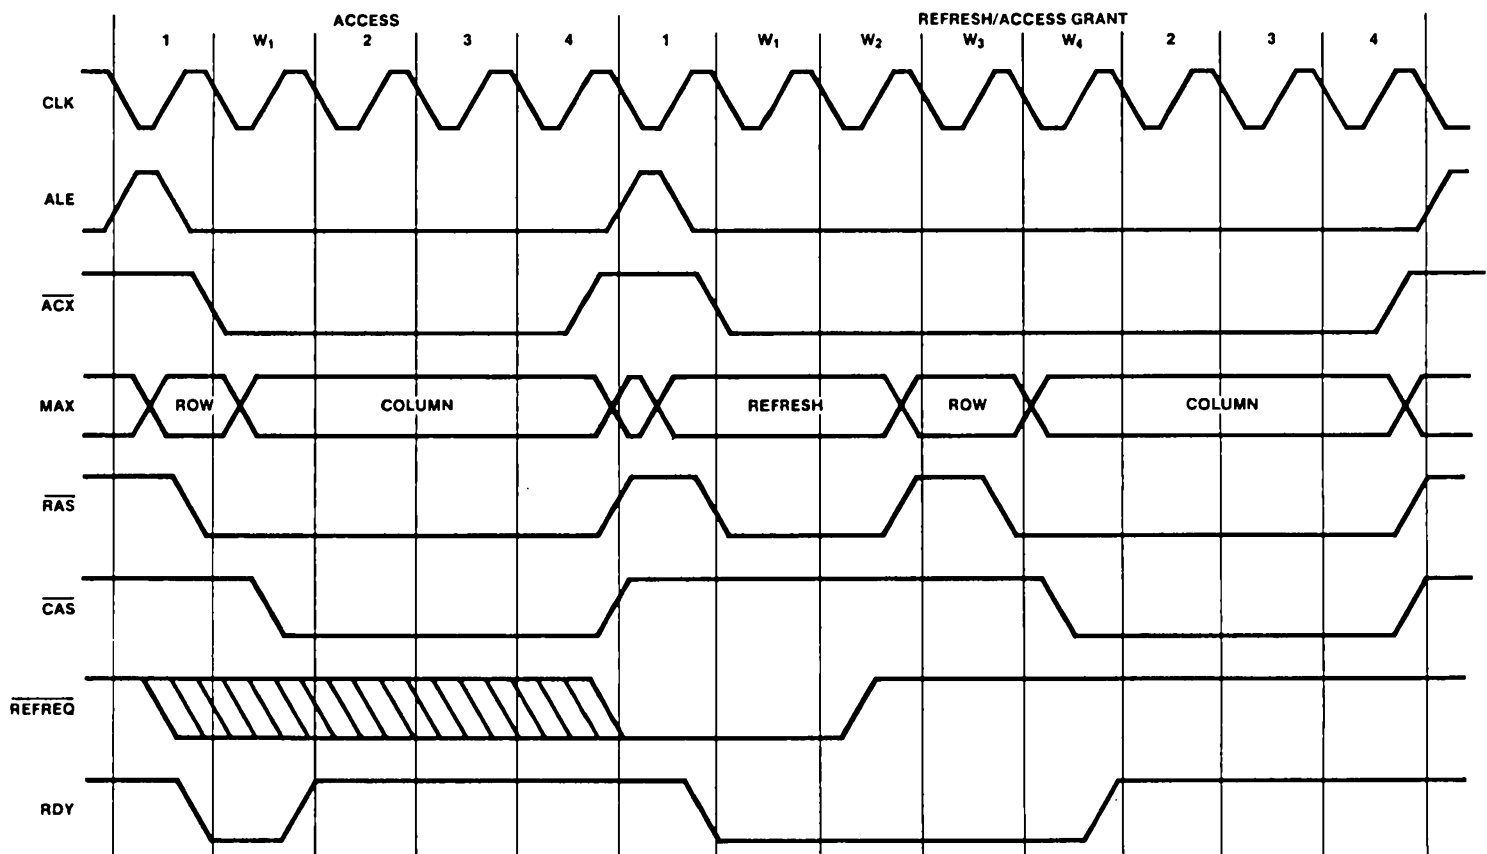 ACCESS REFRESH/ACCESS GRANT
1 W₁ 2 3 4 1 W₁ W₂ W₃ W₄ 2 3 4
CLK
ALE
ACX
MAX ROW COLUMN REFRESH ROW COLUMN
RAS
CAS
REFREQ
RDY